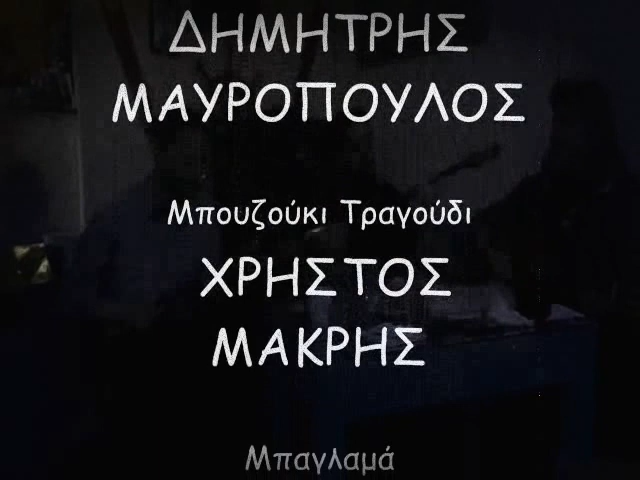 ΔΗΜΗΤΡΗΣ
ΜΑΥΡΟΠΟΥΛΟΣ
Μπουζούκι Τραγούδι
ΧΡΗΣΤΟΣ
ΜΑΚΡΗΣ
Μπαγλαμά